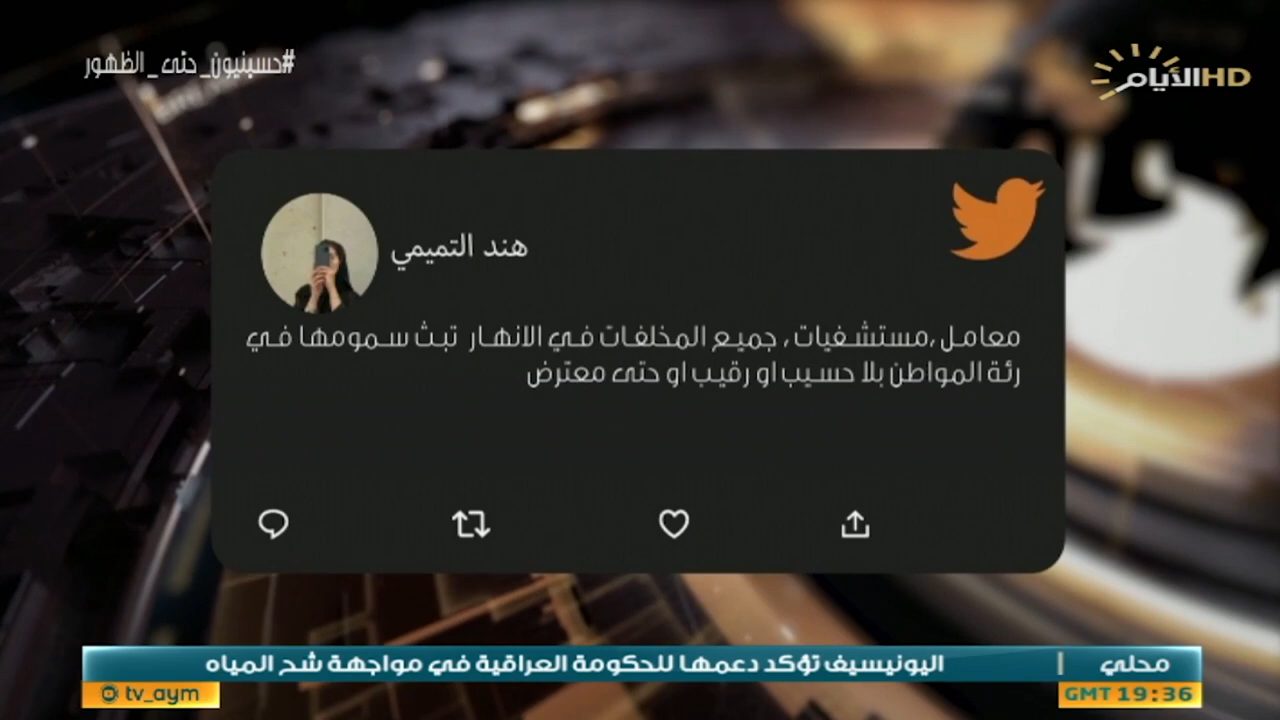 #حسينيون_حتى_الظهور
الأيام HD
هند التميمي
معامل ،مستشفيات ، جميع المخلفات في الانهار تبث سمومها في
رئة المواطن بلا حسيب او رقيب او حتى معترض
محلي | اليونيسيف تؤكد دعمها للحكومة العراقية في مواجهة شح المياه
tv_aym
GMT 19:36